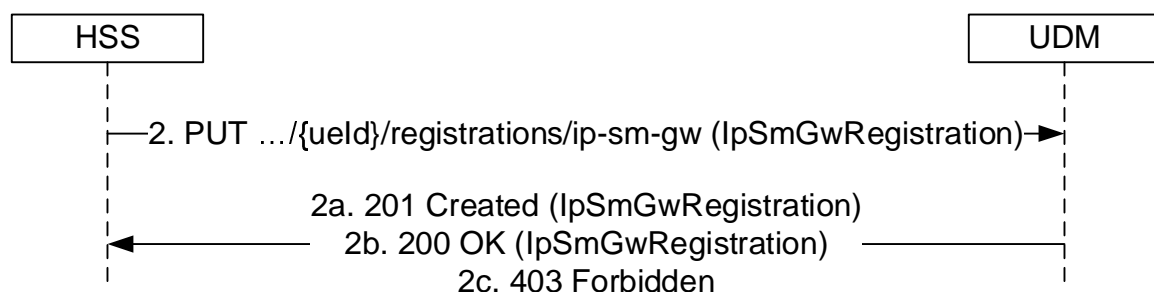 HSS
UDM
2. PUT …/{ueId}/registrations/ip-sm-gw (IpSmGwRegistration)
2a. 201 Created (IpSmGwRegistration)
2b. 200 OK (IpSmGwRegistration)
2c. 403 Forbidden